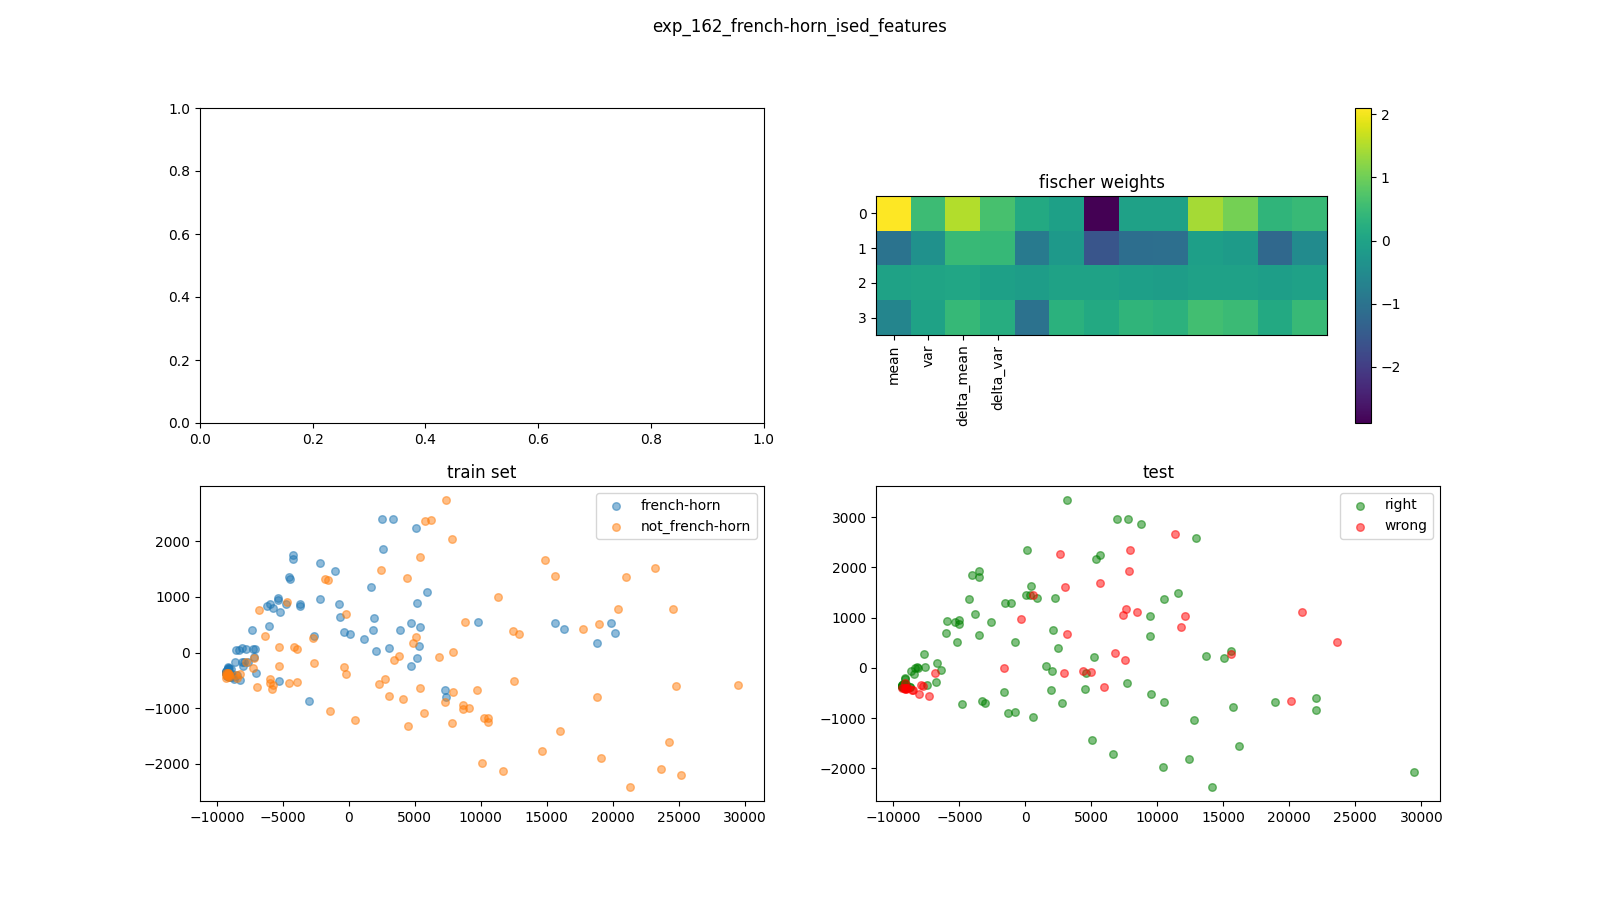 exp_162_french-horn_ised_features
1.0
0.8
0.6
0.4
0.2
0.0
0.0 0.2 0.4 0.6 0.8 1.0
fischer weights
0
1
2
3
mean var delta_mean delta_var
2
1
0
−1
−2
train set
french-horn
not_french-horn
2000
1000
0
−1000
−2000
−10000 −5000 0 5000 10000 15000 20000 25000 30000
test
right
wrong
3000
2000
1000
0
−1000
−2000
−10000 −5000 0 5000 10000 15000 20000 25000 30000